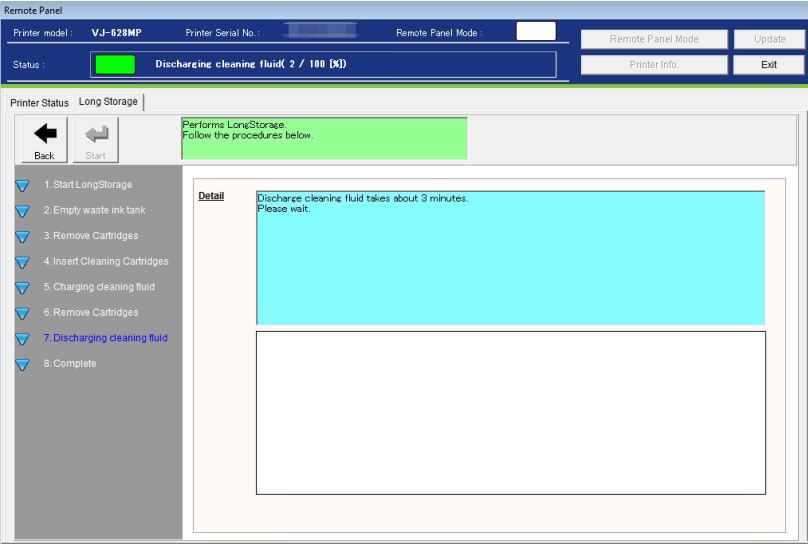 Remote Panel
Printer model : VJ-628MP Printer Serial No. : Remote Panel Mode :
Remote Panel Mode Update
Status : Discharging cleaning fluid( 2 / 100 [%])
Printer Info. Exit
Printer Status Long Storage
Back Start
Performs LongStorage.
Follow the procedures below.
1. Start LongStorage
2. Empty waste ink tank
3. Remove Cartridges
4. Insert Cleaning Cartridges
5. Charging cleaning fluid
6. Remove Cartridges
7. Discharging cleaning fluid
8. Complete
Detail
Discharge cleaning fluid takes about 3 minutes.
Please wait.